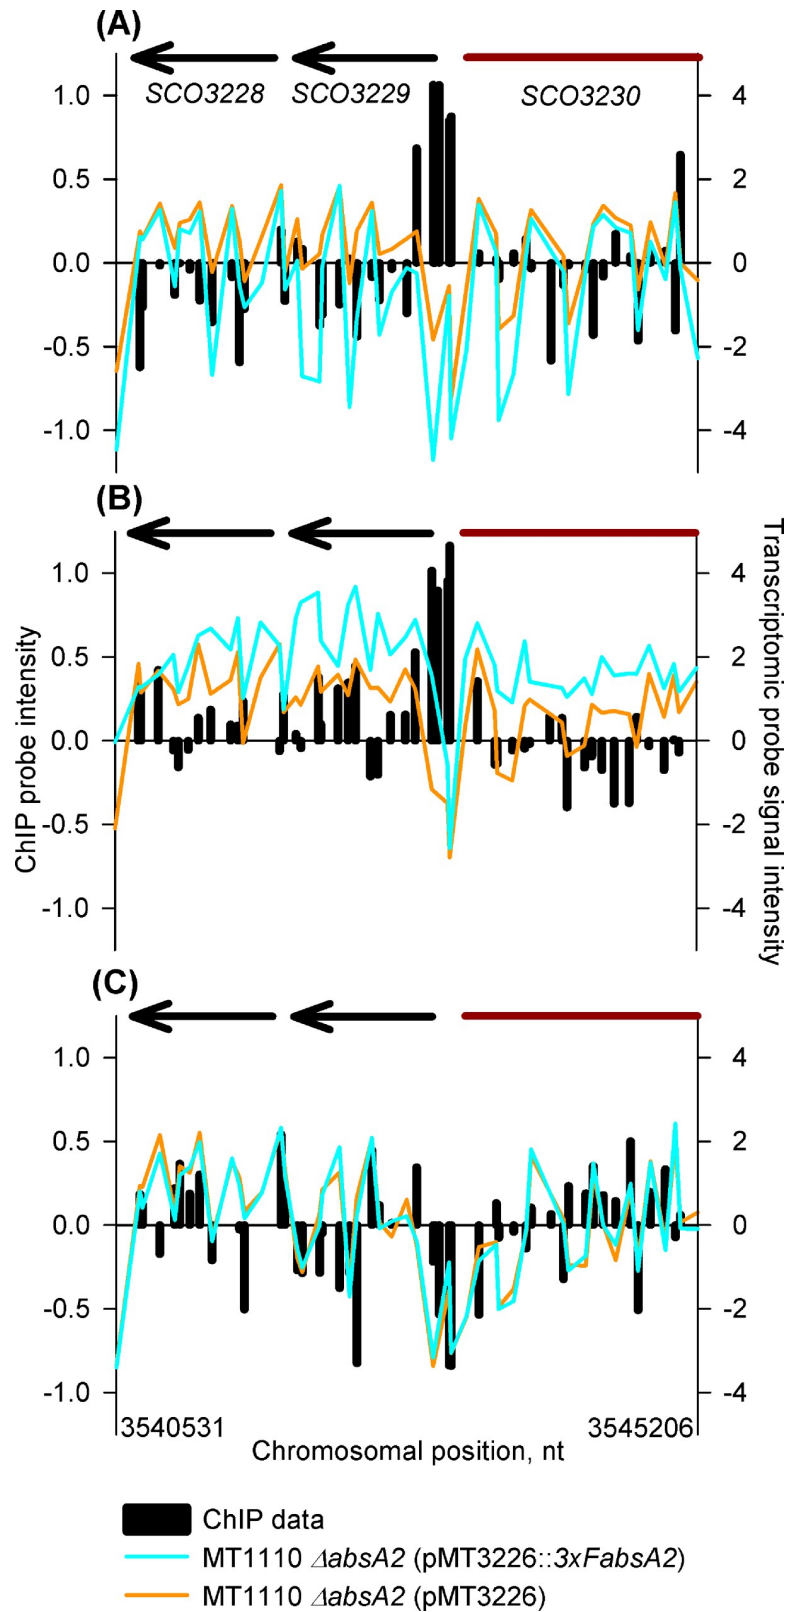 (A)
SCO3228 SCO3229 SCO3230
1.0 4
0.5 2
0.0 0
-0.5 -2
-1.0 -4
(B)
1.0 4
0.5 2
0.0 0
-0.5 -2
-1.0 -4
ChIP probe intensity
Transcriptomic probe signal intensity
(C)
1.0 4
0.5 2
0.0 0
-0.5 -2
-1.0 -4
3540531 3545206
Chromosomal position, nt
ChIP data
MT1110 ΔabsA2 (pMT3226::3xFabsA2)
MT1110 ΔabsA2 (pMT3226)